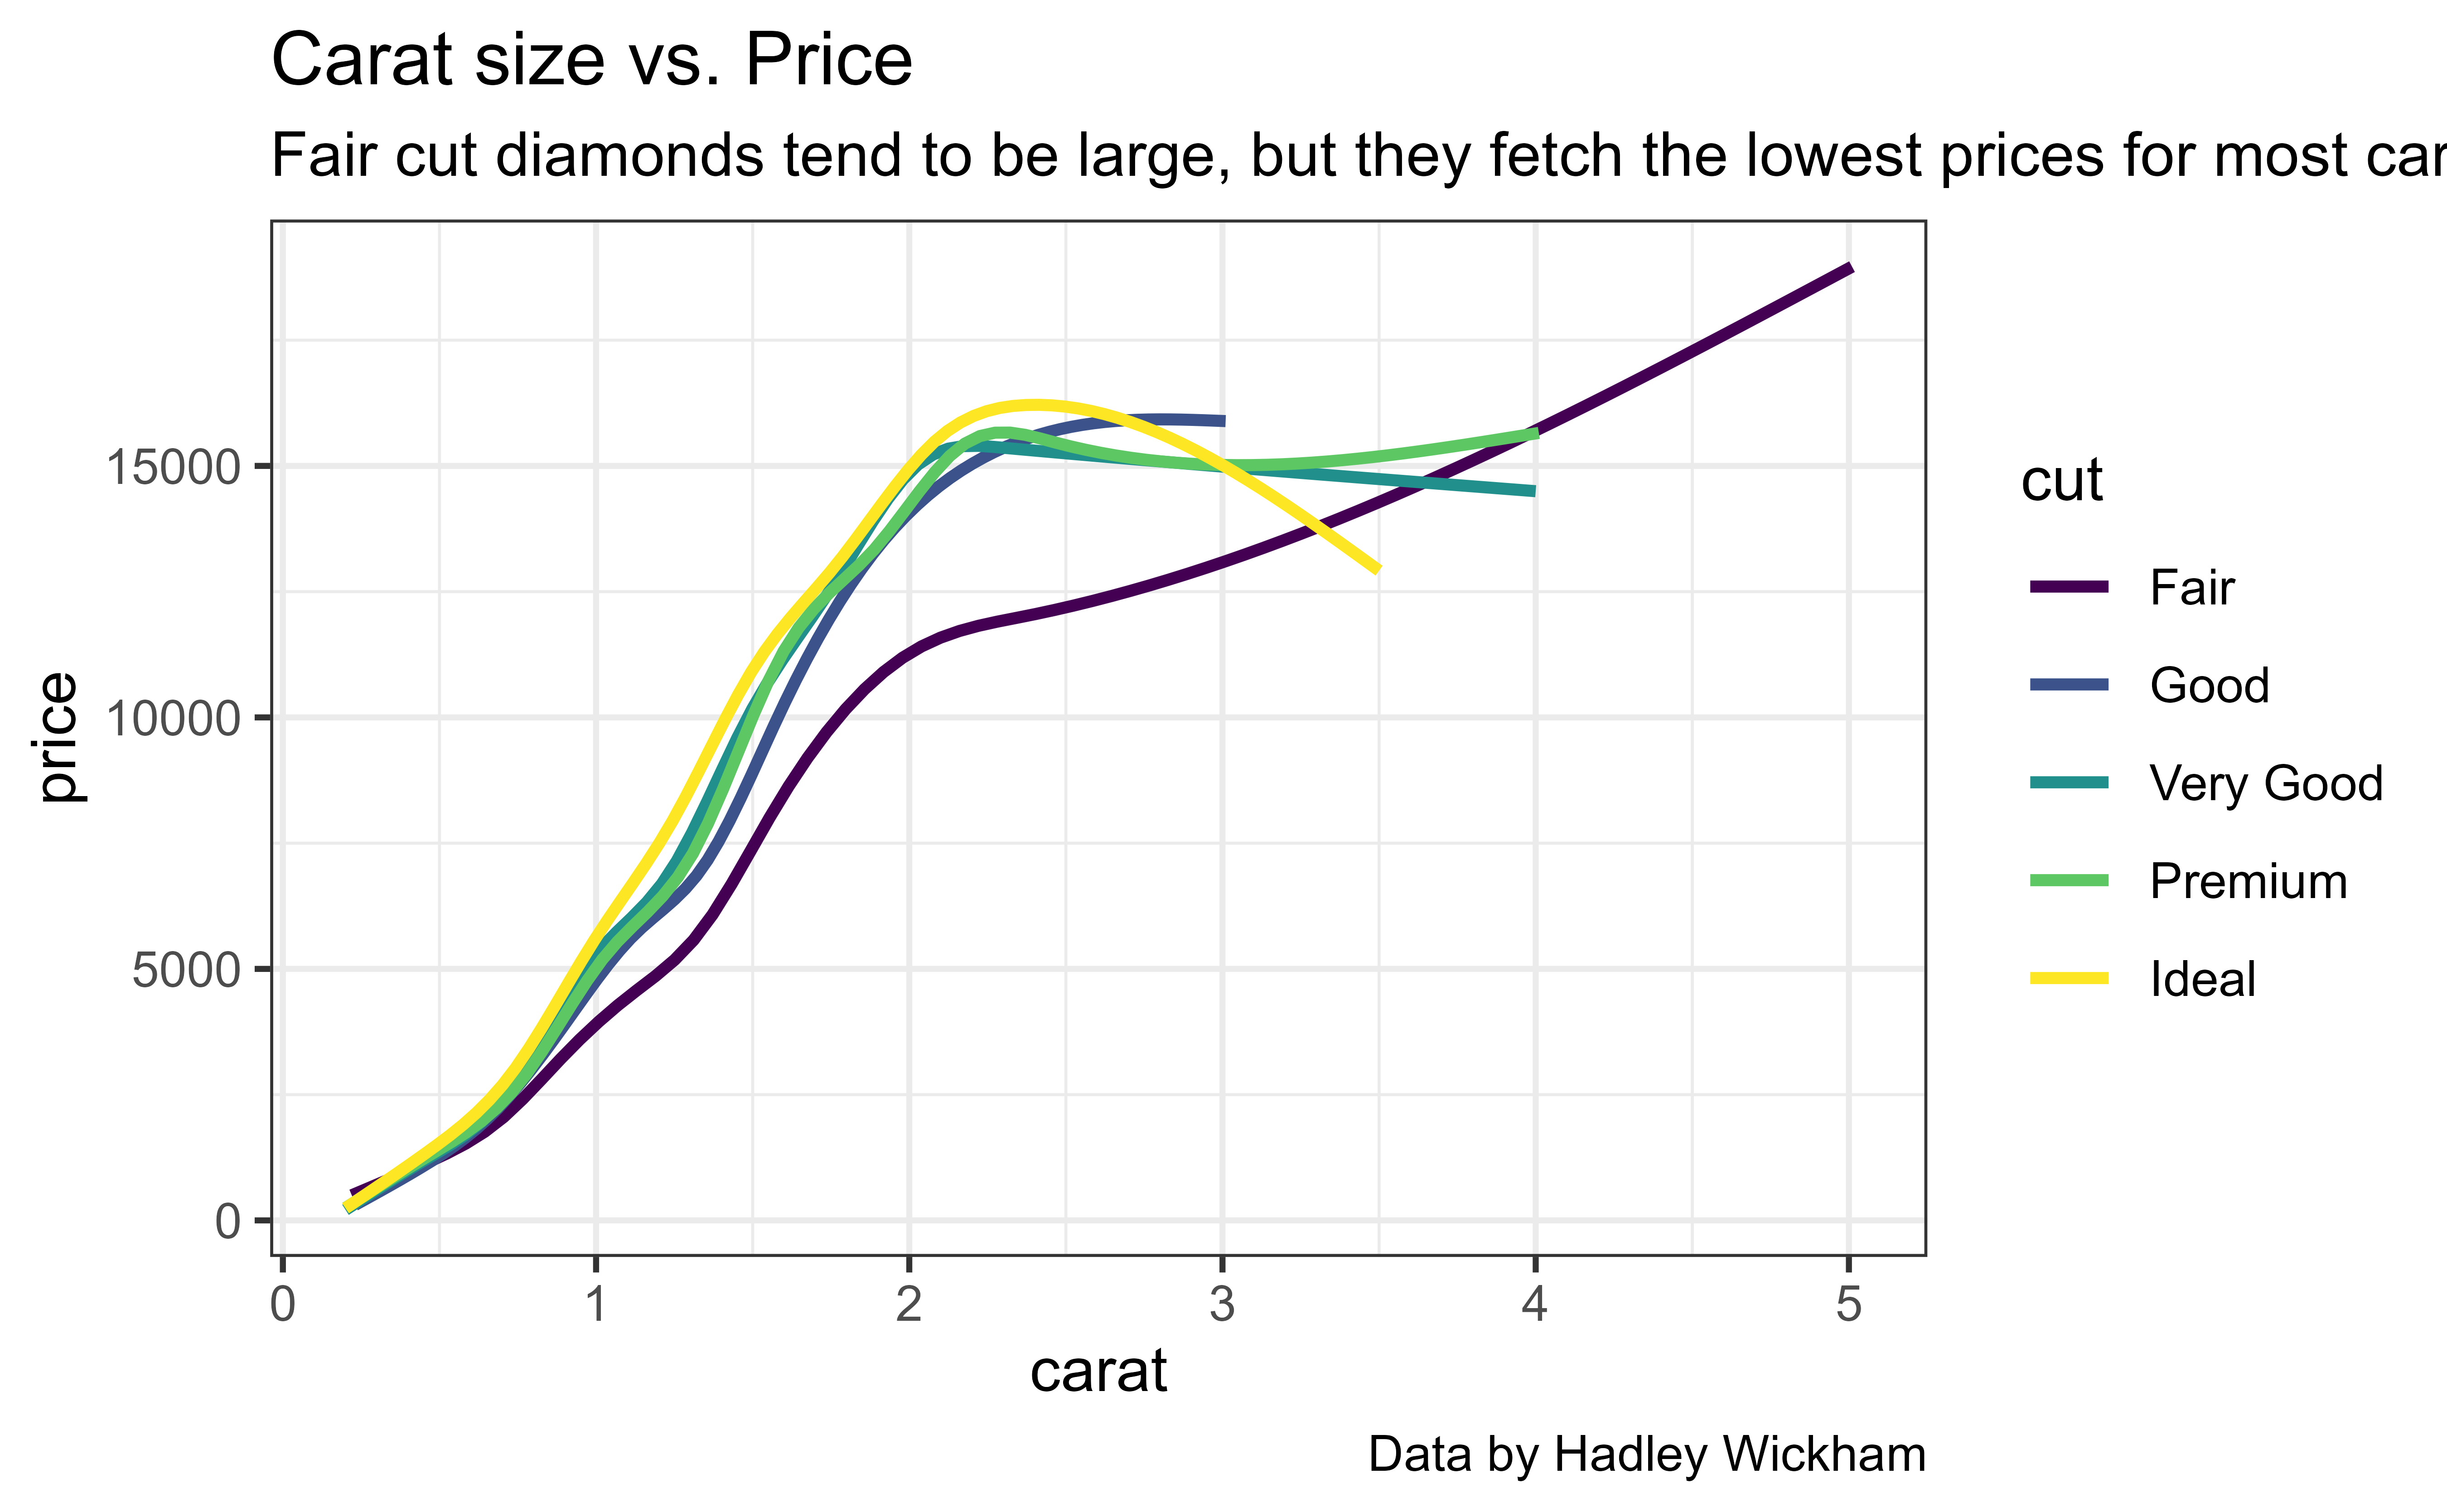 Carat size vs. Price
Fair cut diamonds tend to be large, but they fetch the lowest prices for most car
price
15000
10000
5000
0
0 1 2 3 4 5
carat
cut
Fair
Good
Very Good
Premium
Ideal
Data by Hadley Wickham